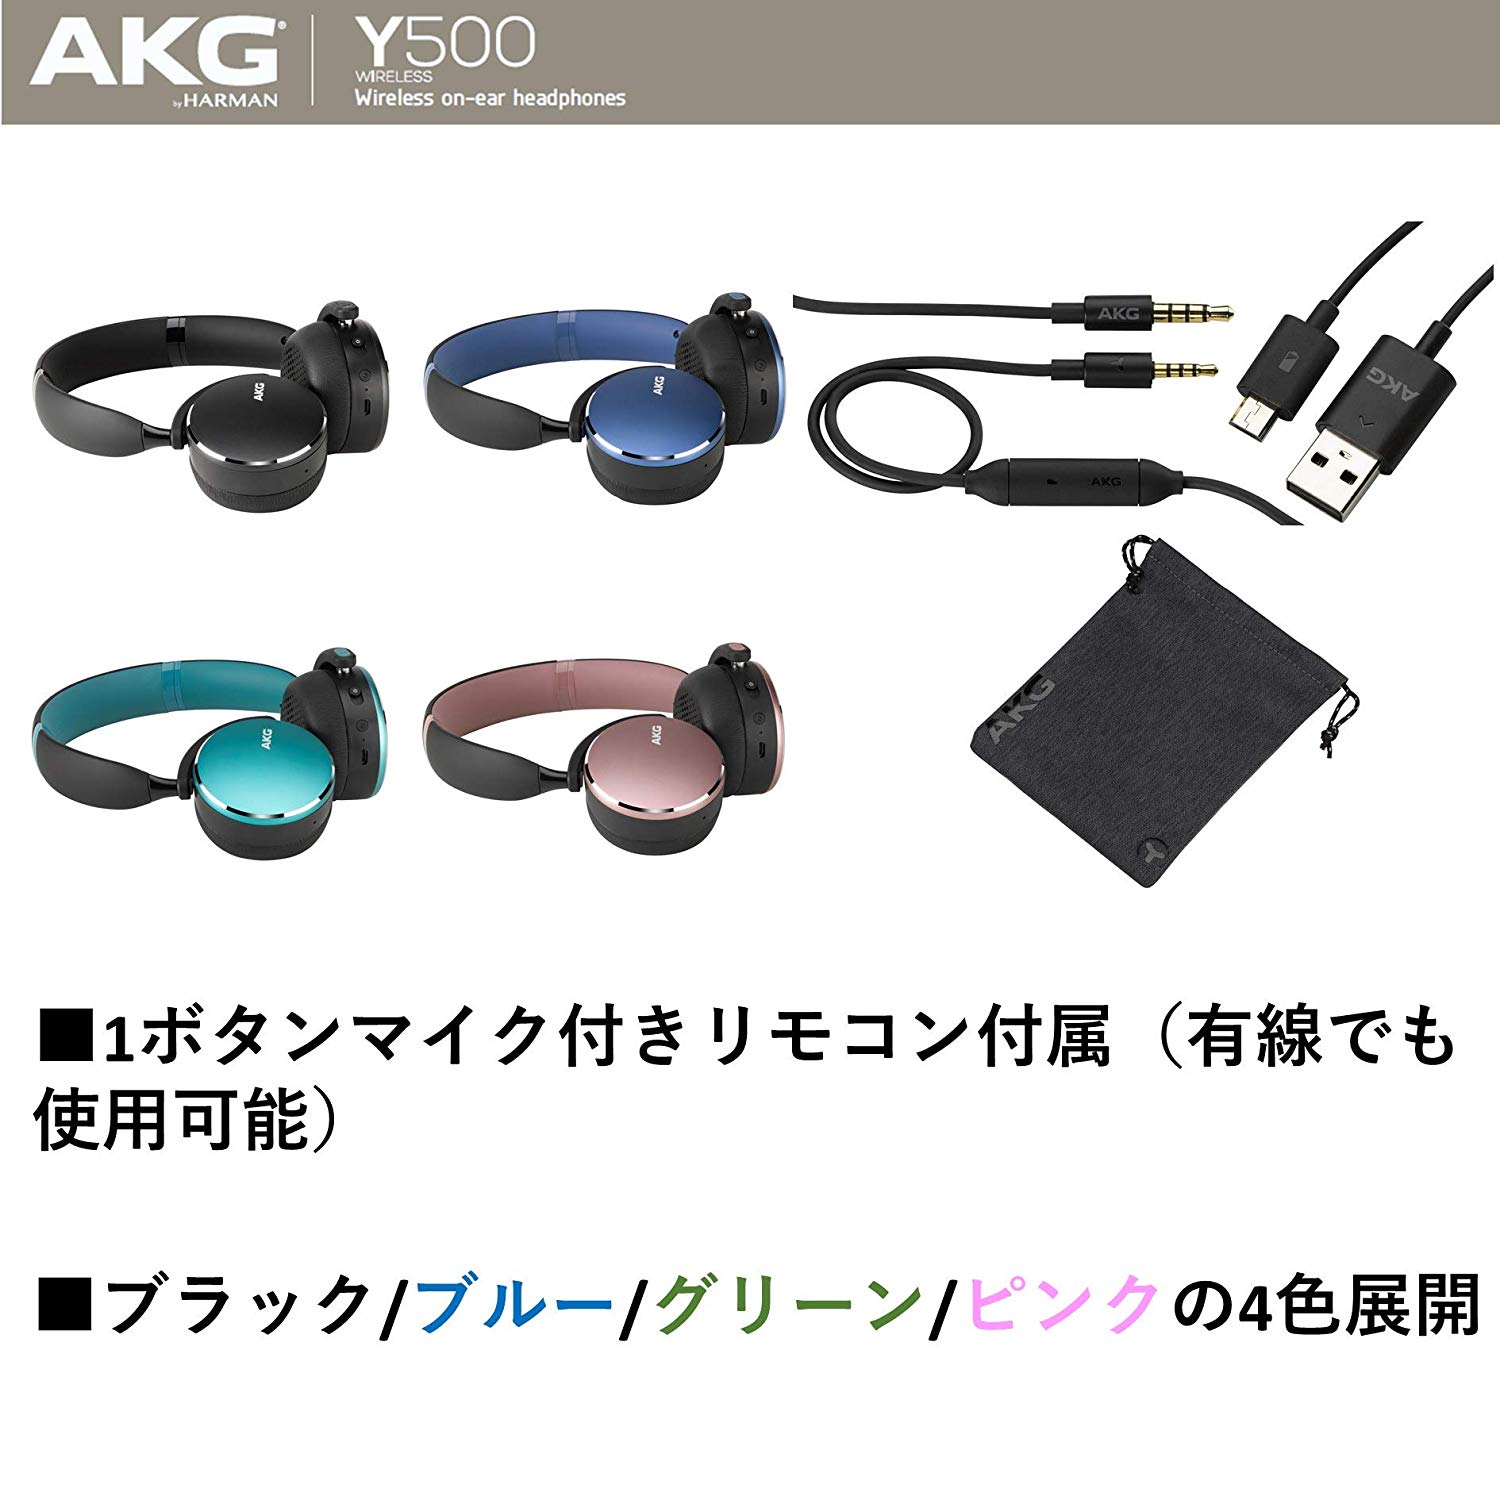 AKG®
by HARMAN
Y500
WIRELESS
Wireless on-ear headphones
AKG
AKG
AKG
AKG
AKG
AKG
AKG
AKG
■1ボタンマイク付きリモコン付属（有線でも
使用可能）
■ブラック/ブルー/グリーン/ピンクの4色展開